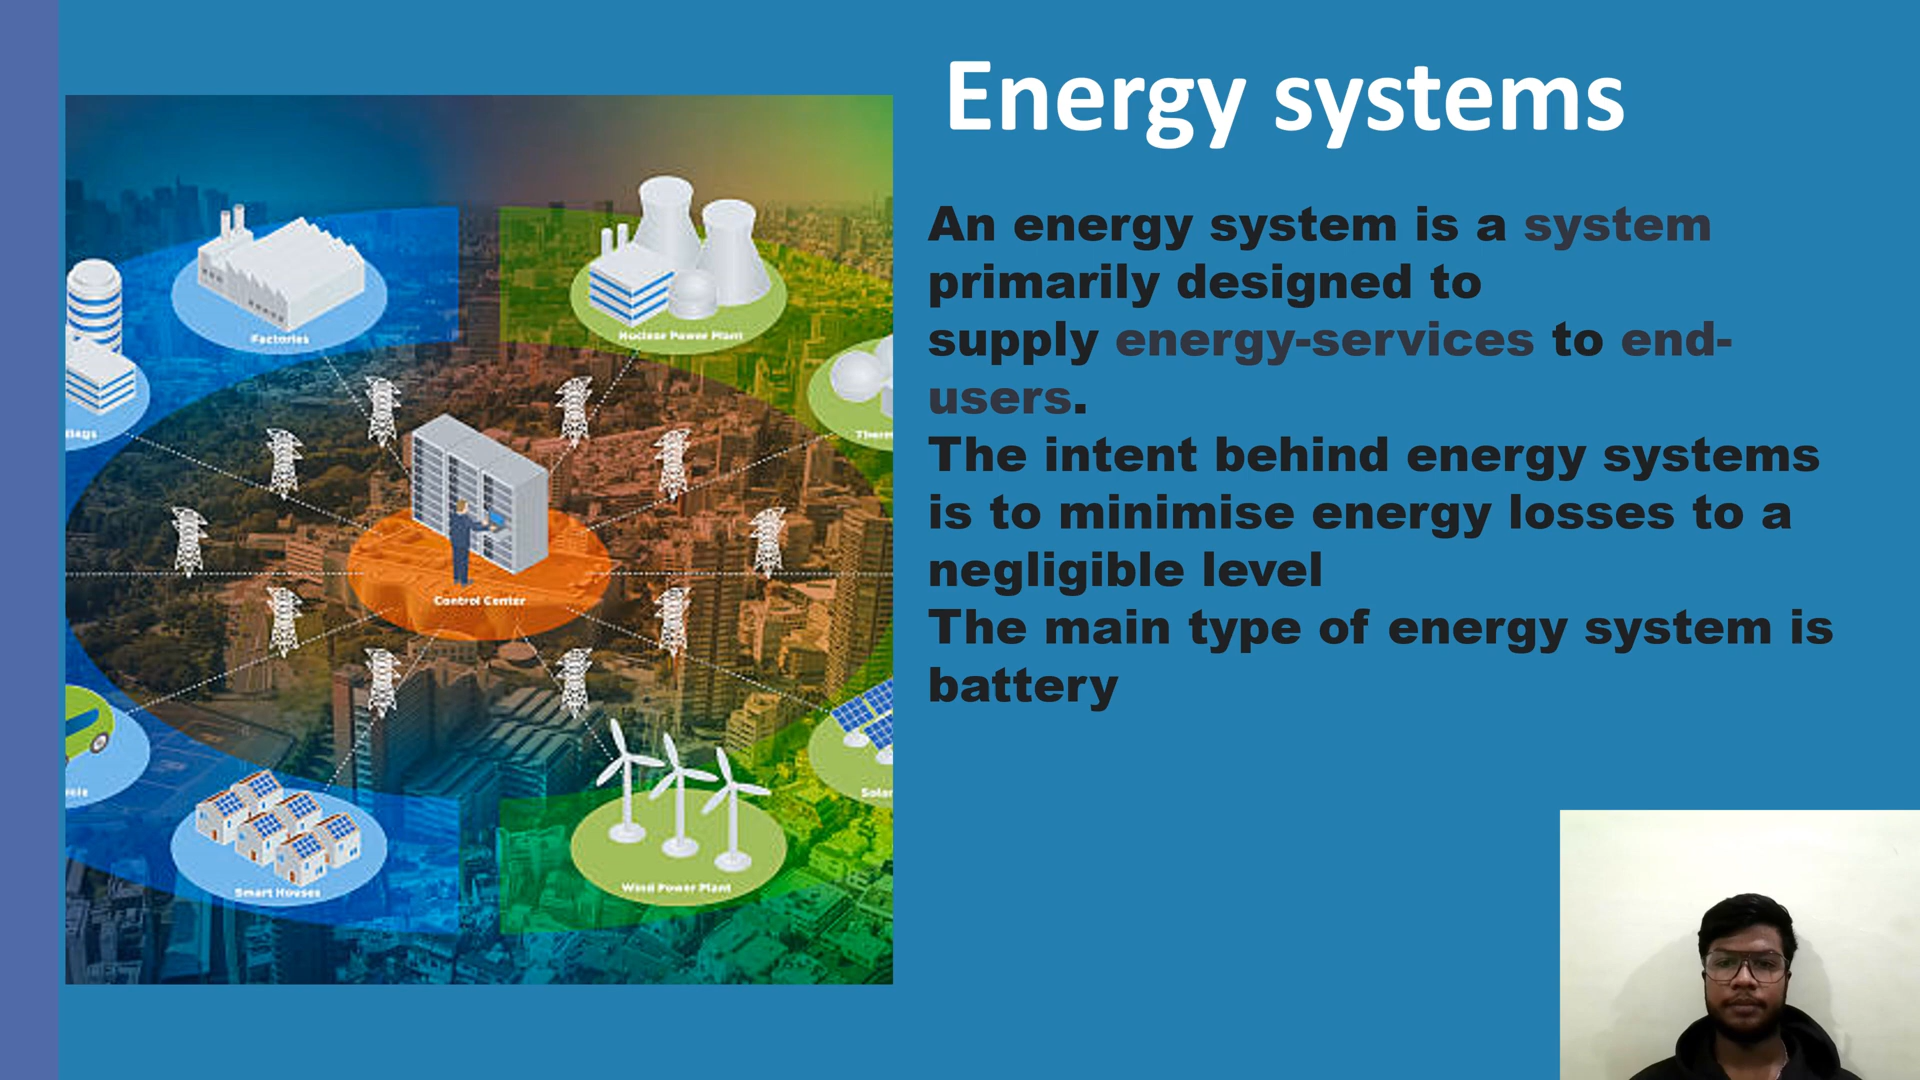 Energy systems
An energy system is a system
primarily designed to
supply energy-services to end-
users.
The intent behind energy systems
is to minimise energy losses to a
negligible level
The main type of energy system is
battery
Factories
Nuclear Power Plant
Control Center
Smart Houses
Wind Power Plant